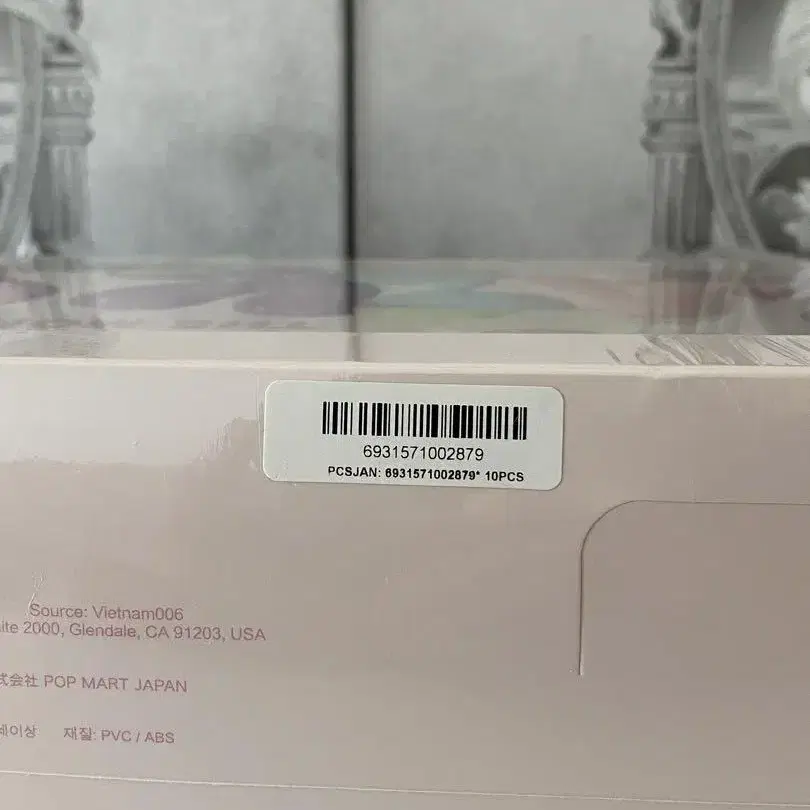 6931571002879
PCSJAN: 6931571002879* 10PCS
Source: Vietnam006
2000, Glendale, CA 91203, USA
式会社 POP MART JAPAN
세이상 재질: PVC / ABS